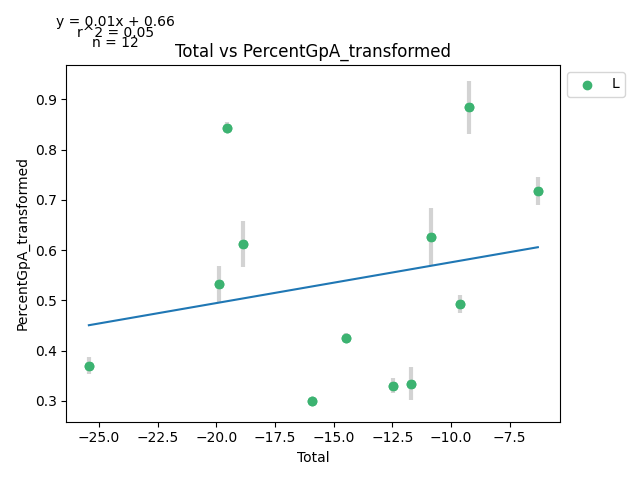 y = 0.01x + 0.66
r^2 = 0.05
n = 12
Total vs PercentGpA_transformed
L
PercentGpA_transformed
0.9
0.8
0.7
0.6
0.5
0.4
0.3
−25.0 −22.5 −20.0 −17.5 −15.0 −12.5 −10.0 −7.5
Total